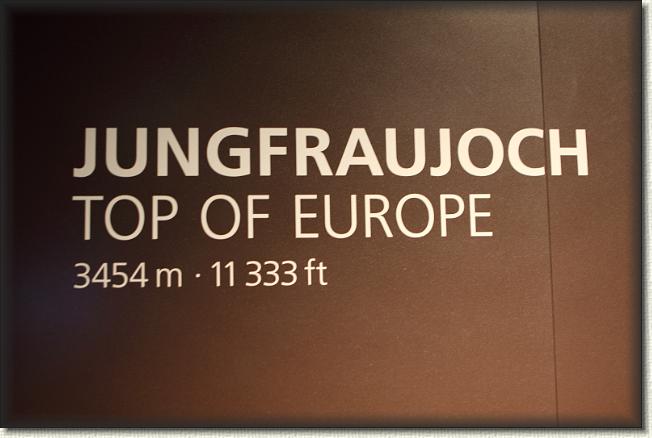 JUNGFRAUJOCH
TOP OF EUROPE
3454 m · 11 333 ft